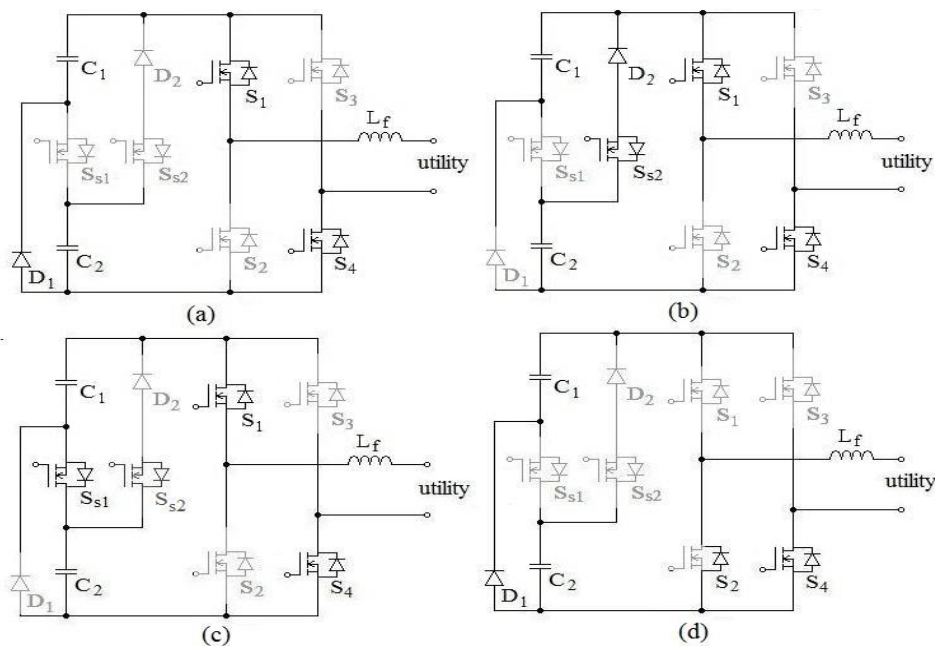 C1
D2
S1
S3
Lf
utility
Ss1
Ss2
C2
D1
S2
S4
(a)
C1
D2
S1
S3
Lf
utility
Ss1
Ss2
C2
D1
S2
S4
(b)
C1
D2
S1
S3
Lf
utility
Ss1
Ss2
C2
D1
S2
S4
(c)
C1
D2
S1
S3
Lf
utility
Ss1
Ss2
C2
D1
S2
S4
(d)